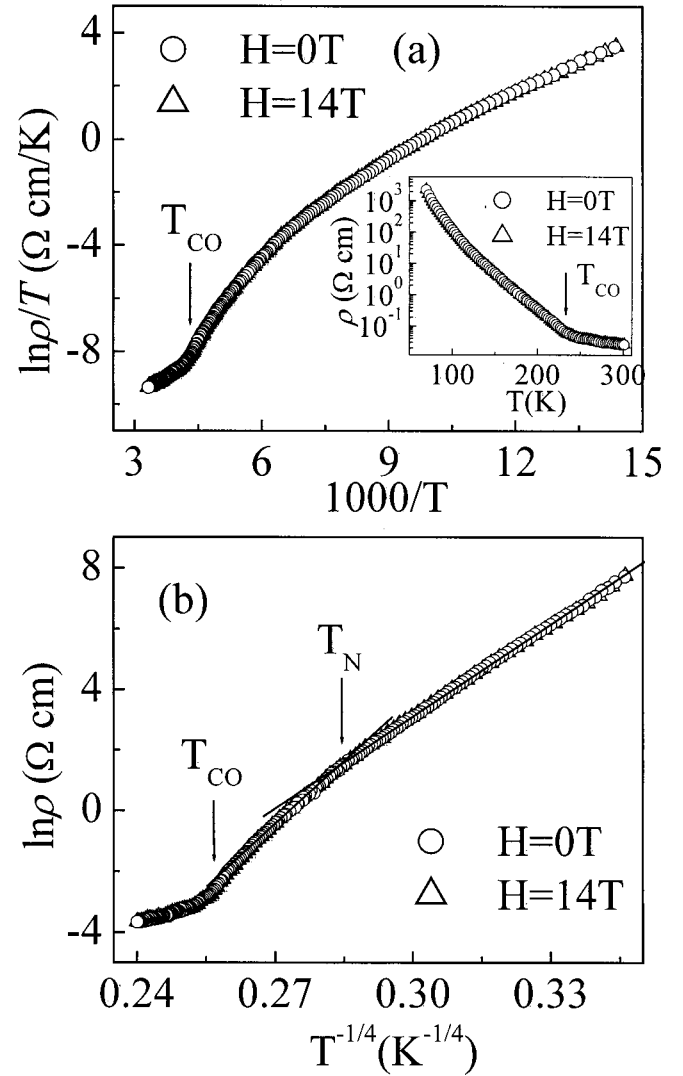 (a)
○ H=0T
△ H=14T
T_CO
lnρ/T (Ω cm/K)
4
0
-4
-8
3 6 9 12 15
1000/T
○ H=0T
△ H=14T
T_CO
ρ (Ω cm)
10^3
10^2
10^1
10^0
10^-1
100 200 300
T(K)
(b)
T_N
T_CO
○ H=0T
△ H=14T
lnρ (Ω cm)
8
4
0
-4
0.24 0.27 0.30 0.33
T^-1/4(K^-1/4)